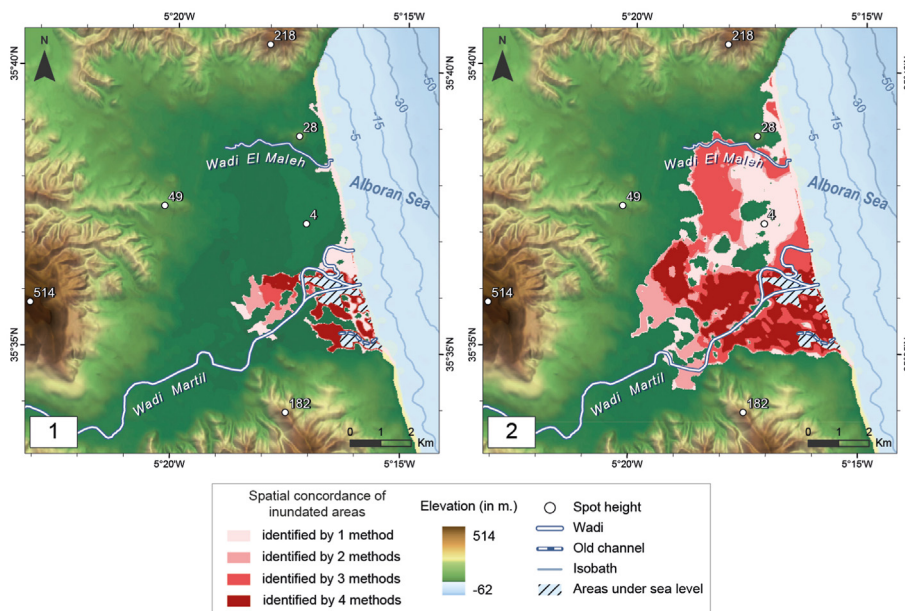 5°20'W
5°15'W
5°20'W
5°15'W
35°40'N
35°40'N
N
218
28
Wadi El Maleh
49
4
514
35°35'N
Wadi Martil
182
Alboran Sea
-5
-15
-30
-50
1
0 1 2
Km
5°20'W
5°15'W
N
218
28
Wadi El Maleh
49
4
514
35°35'N
Wadi Martil
182
Alboran Sea
-5
-15
-30
-50
2
0 1 2
Km
5°20'W
5°15'W
Spatial concordance of
inundated areas
identified by 1 method
identified by 2 methods
identified by 3 methods
identified by 4 methods
Elevation (in m.)
514
-62
Spot height
Wadi
Old channel
Isobath
Areas under sea level